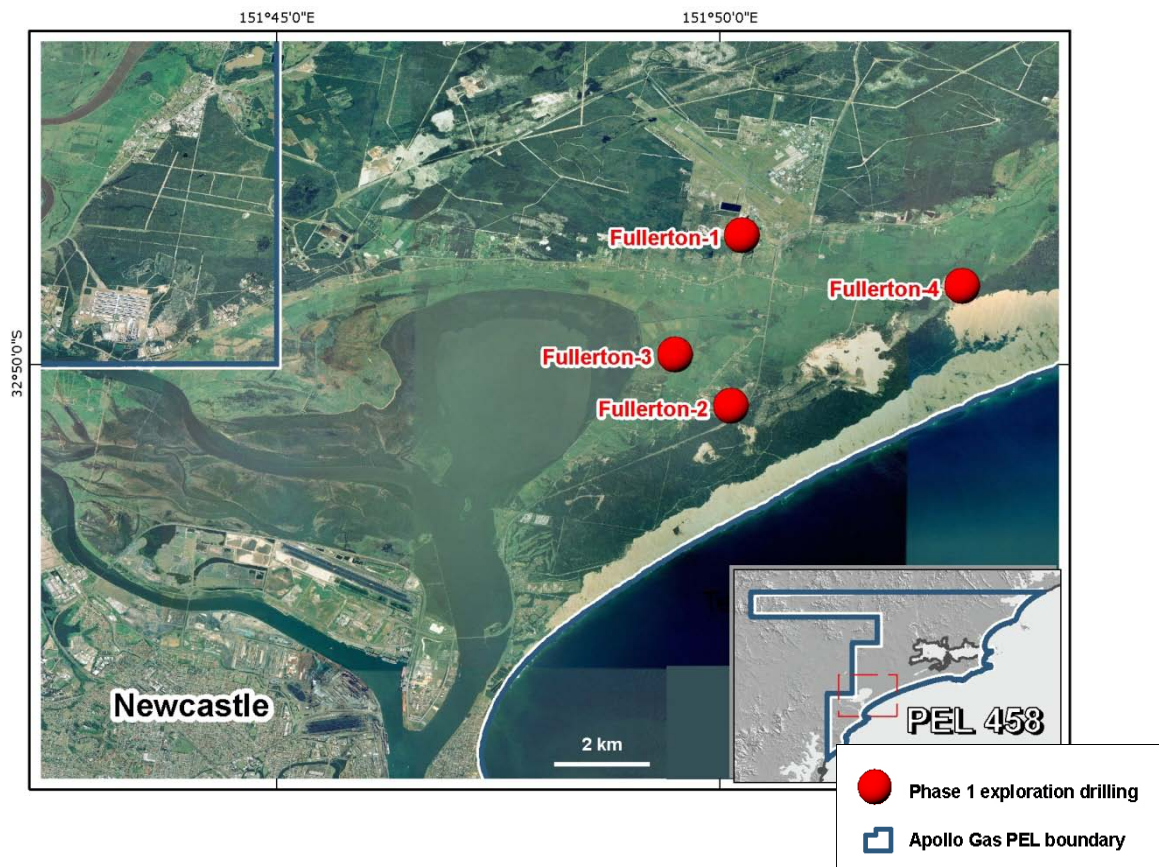 151°45'0"E
151°50'0"E
Fullerton-1
Fullerton-4
32°50'0"S
Fullerton-3
Fullerton-2
Newcastle
2 km
PEL 458
Phase 1 exploration drilling
Apollo Gas PEL boundary